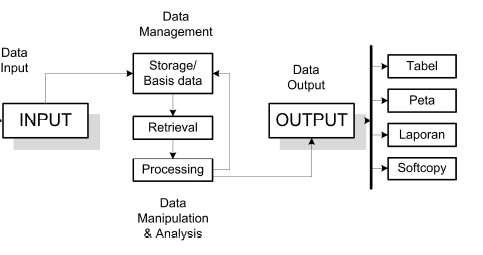 Data
Input
INPUT
Data
Management
Storage/
Basis data
Retrieval
Processing
Data
Manipulation
& Analysis
Data
Output
OUTPUT
Tabel
Peta
Laporan
Softcopy